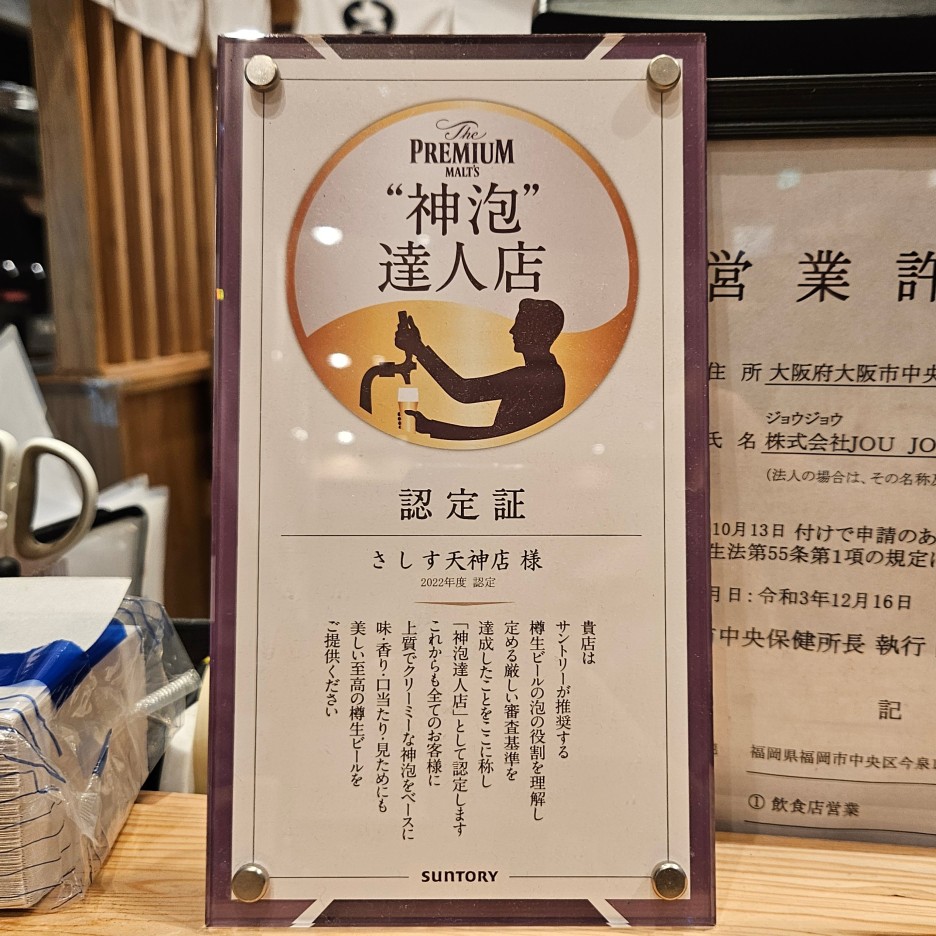 The
PREMIUM
MALT'S
“神泡”
達人店
認定証
さしす天神店 様
2022年度 認定
貴店は
サントリーが推奨する
樽生ビールの泡の役割を理解し
定める厳しい審査基準を
達成したことをここに称し
「神泡達人店」として認定します
これからも全てのお客様に
上質でクリーミーな神泡をベースに
味・香り・口当たり・見ためにも
美しい至高の樽生ビールを
ご提供ください
SUNTORY
営業許
住 所 大阪府大阪市中央
ジョウジョウ
氏 名 株式会社JOU JO
(法人の場合は、その名称
10月13日 付けで申請のあ
生法第55条第1項の規定
月日:令和3年12月16日
市中央保健所長 執行
記
福岡県福岡市中央区今泉
① 飲食店営業